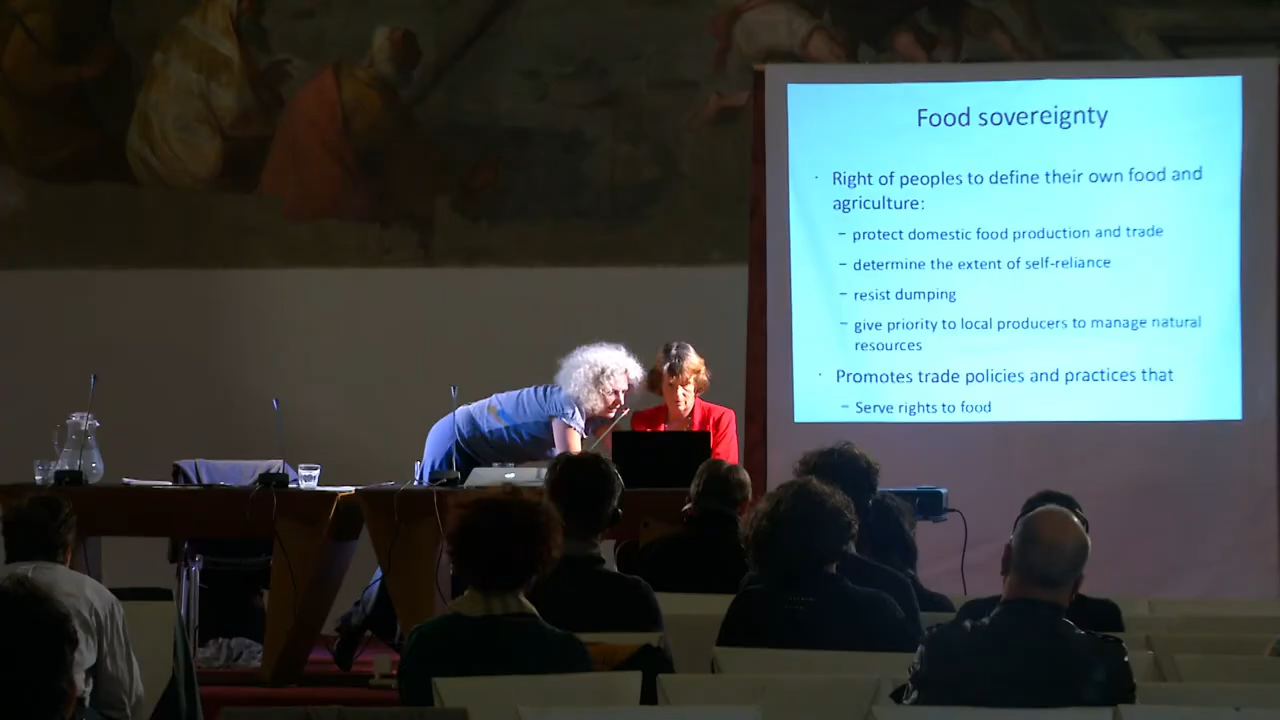 Food sovereignty
· Right of peoples to define their own food and
agriculture:
– protect domestic food production and trade
– determine the extent of self-reliance
– resist dumping
– give priority to local producers to manage natural
resources
· Promotes trade policies and practices that
– Serve rights to food